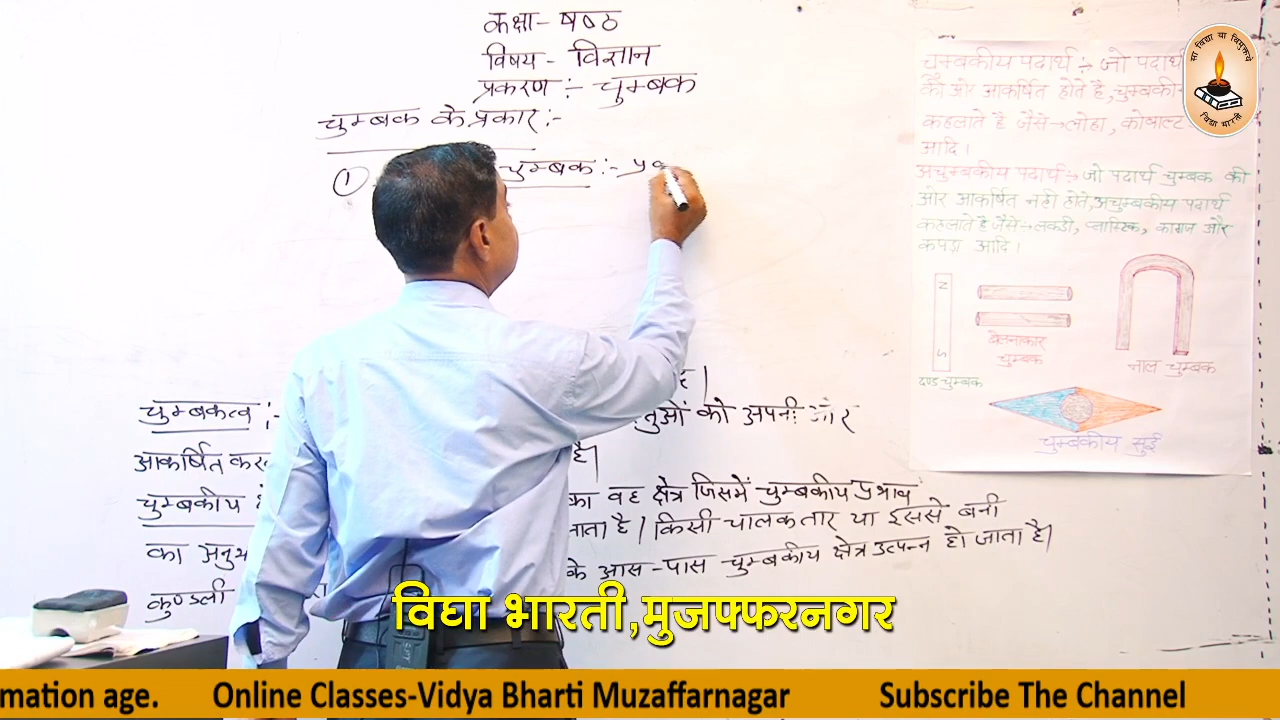 कक्षा- षष्ठ
विषय - विज्ञान
प्रकरण :- चुम्बक
चुम्बक के प्रकार :-
① चुम्बक :- प्र
चुम्बकत्व :- तुओं को अपनी ओर
आकर्षित कर है।
चुम्बकीय का वह क्षेत्र जिसमें चुम्बकीय प्रभाव
का अनुभ जाता है। किसी चालक तार या इससे बनी
कुण्डली के आस-पास चुम्बकीय क्षेत्र उत्पन्न हो जाता है।
चुम्बकीय पदार्थ :- जो पदार्थ
की ओर आकर्षित होते है, चुम्बकी
कहलाते है जैसे→लोहा, कोबाल्ट
आदि।
अचुम्बकीय पदार्थ :- जो पदार्थ चुम्बक की
ओर आकर्षित नही होते, अचुम्बकीय पदार्थ
कहलाते है जैसे→लकडी, प्लास्टिक, कागज और
कपड़ा आदि।
N
S
दण्ड चुम्बक
बेलनाकार
चुम्बक
नाल चुम्बक
चुम्बकीय सुई
सा विद्या या विमुक्तये
विद्या भारती
विद्या भारती,मुजफ्फरनगर
mation age. Online Classes-Vidya Bharti Muzaffarnagar Subscribe The Channel